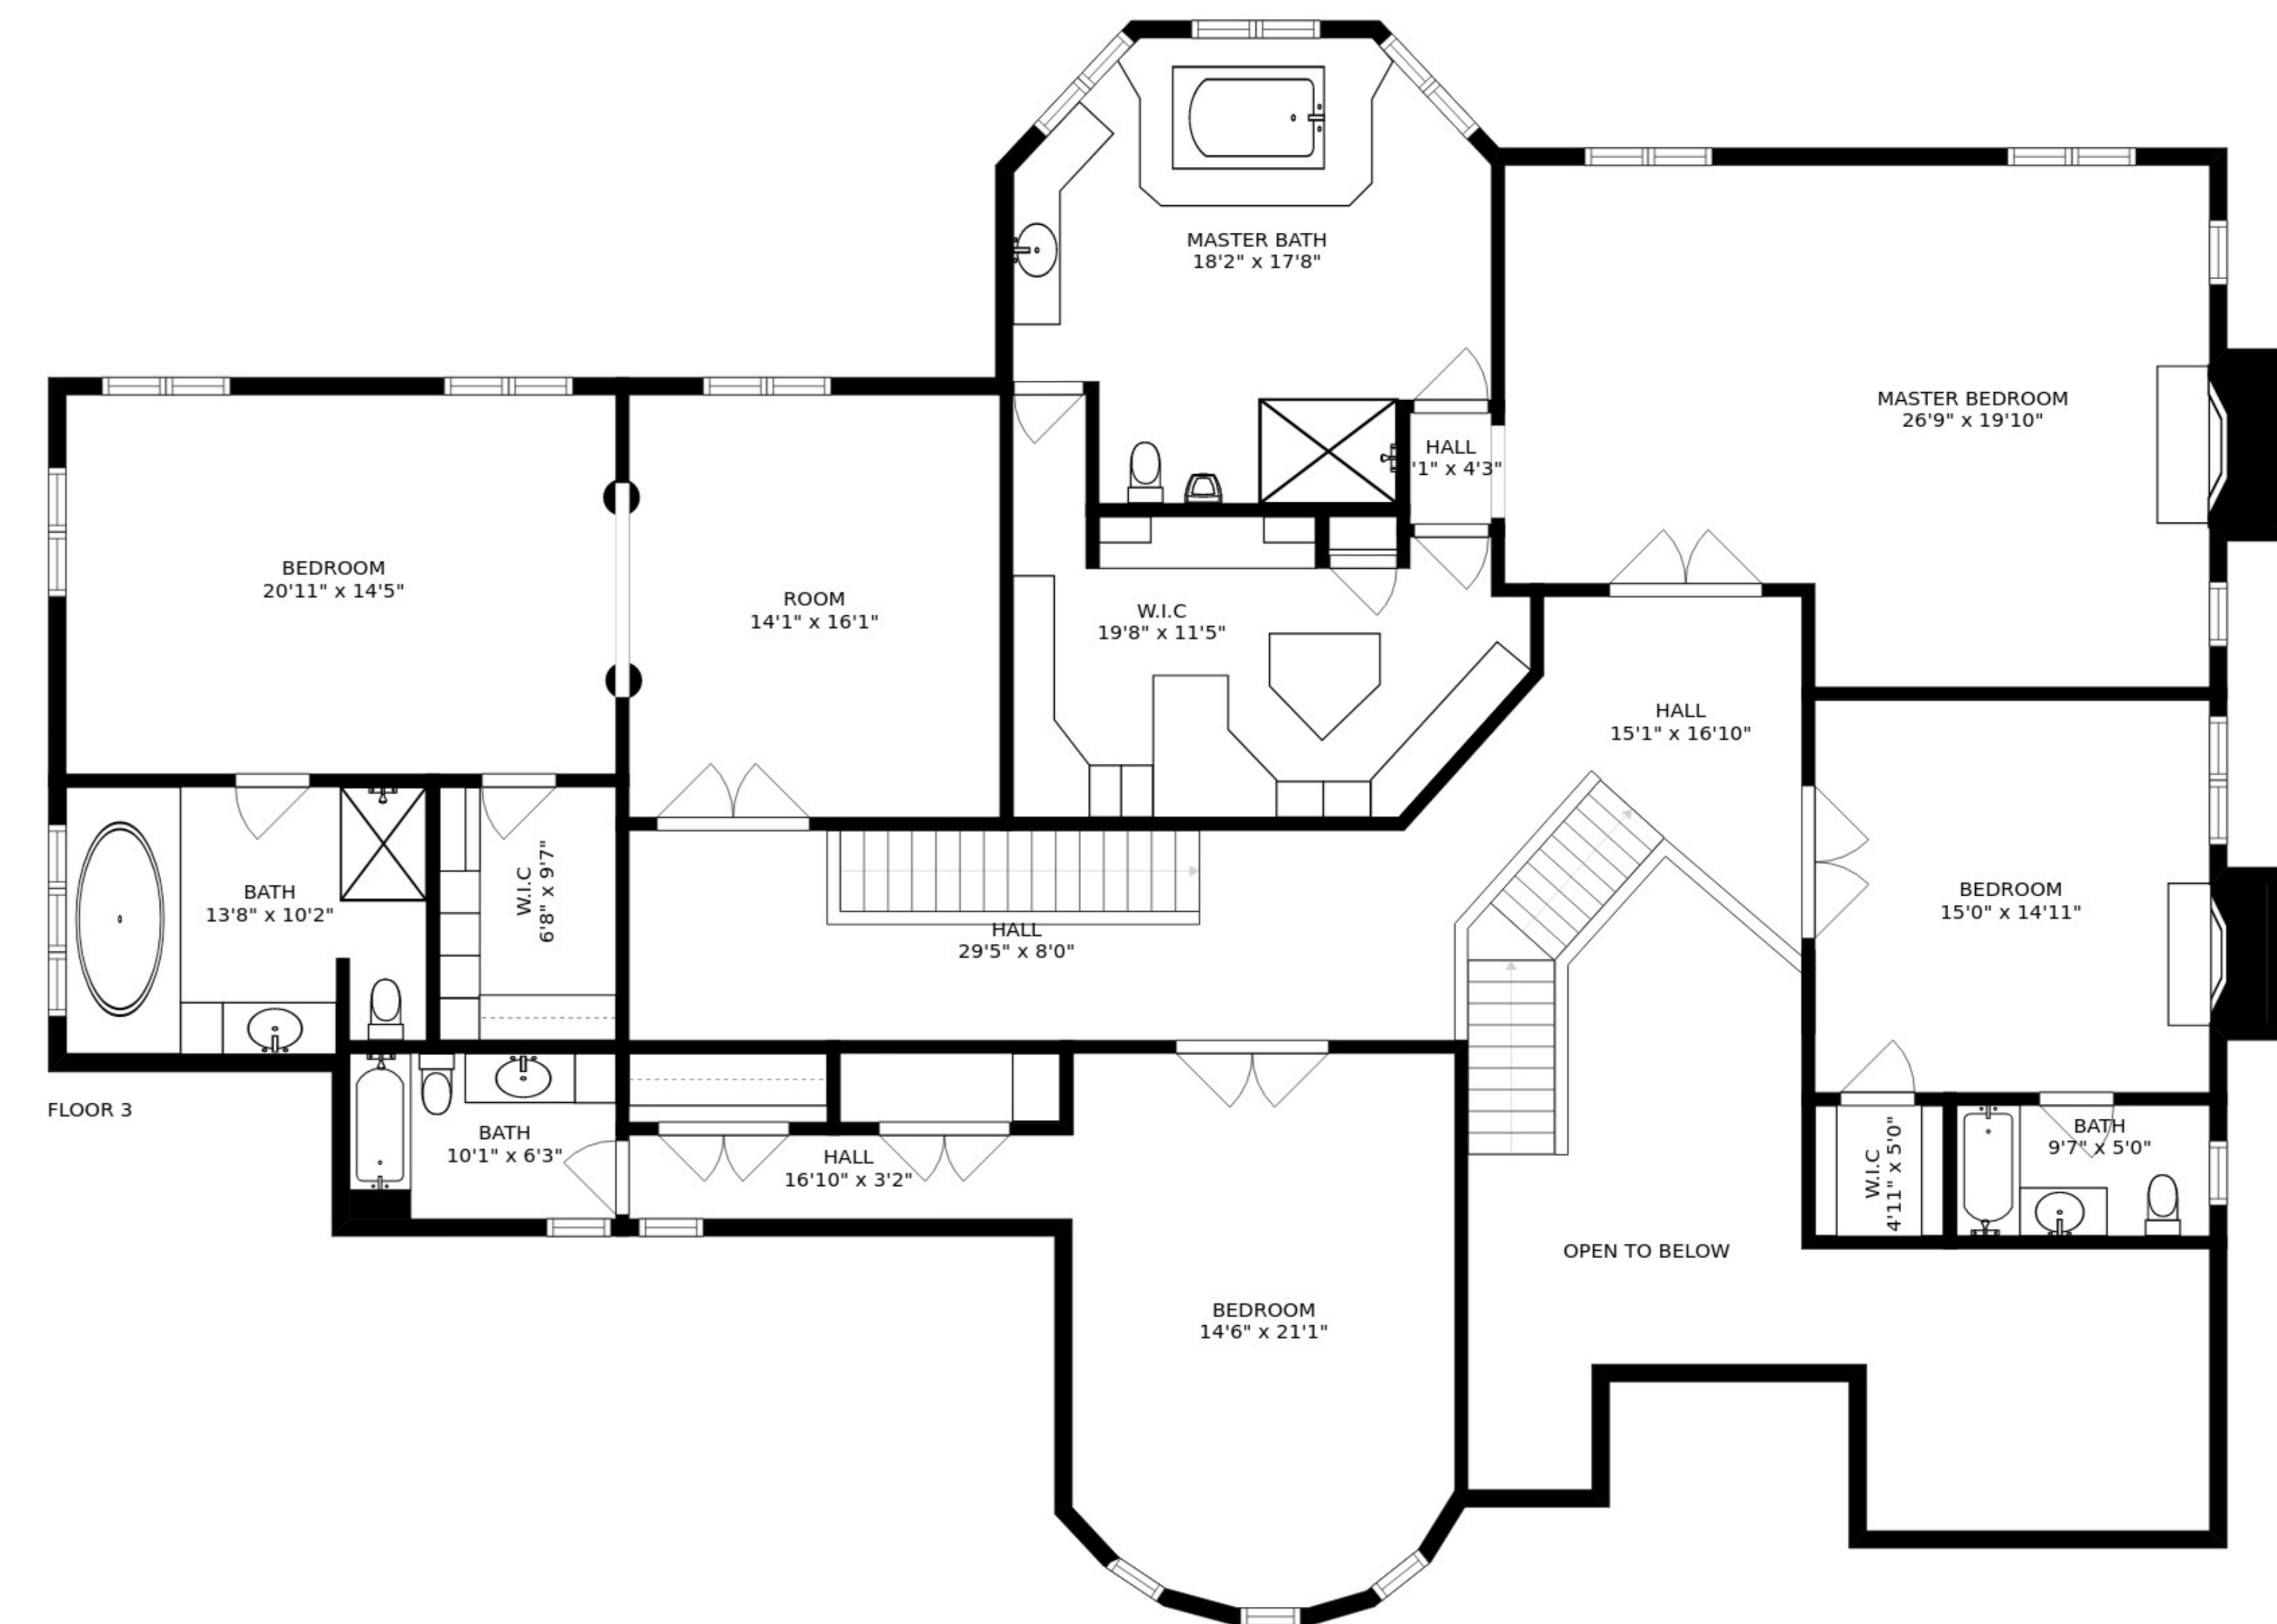 MASTER BATH
18'2" x 17'8"
MASTER BEDROOM
26'9" x 19'10"
HALL
'1" x 4'3"
BEDROOM
20'11" x 14'5"
ROOM
14'1" x 16'1"
W.I.C
19'8" x 11'5"
HALL
15'1" x 16'10"
BATH
13'8" x 10'2"
W.I.C
6'8" x 9'7"
HALL
29'5" x 8'0"
BEDROOM
15'0" x 14'11"
FLOOR 3
BATH
10'1" x 6'3"
HALL
16'10" x 3'2"
W.I.C
4'11" x 5'0"
BATH
9'7" x 5'0"
OPEN TO BELOW
BEDROOM
14'6" x 21'1"